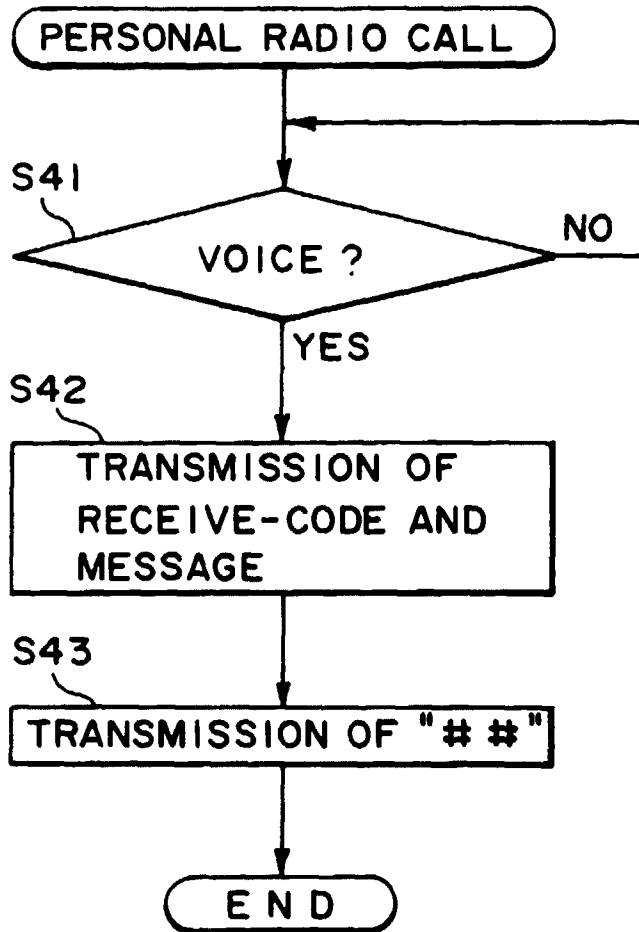 PERSONAL RADIO CALL
S41
VOICE ?
NO
YES
S42
TRANSMISSION OF
RECEIVE-CODE AND
MESSAGE
S43
TRANSMISSION OF "# #"
END